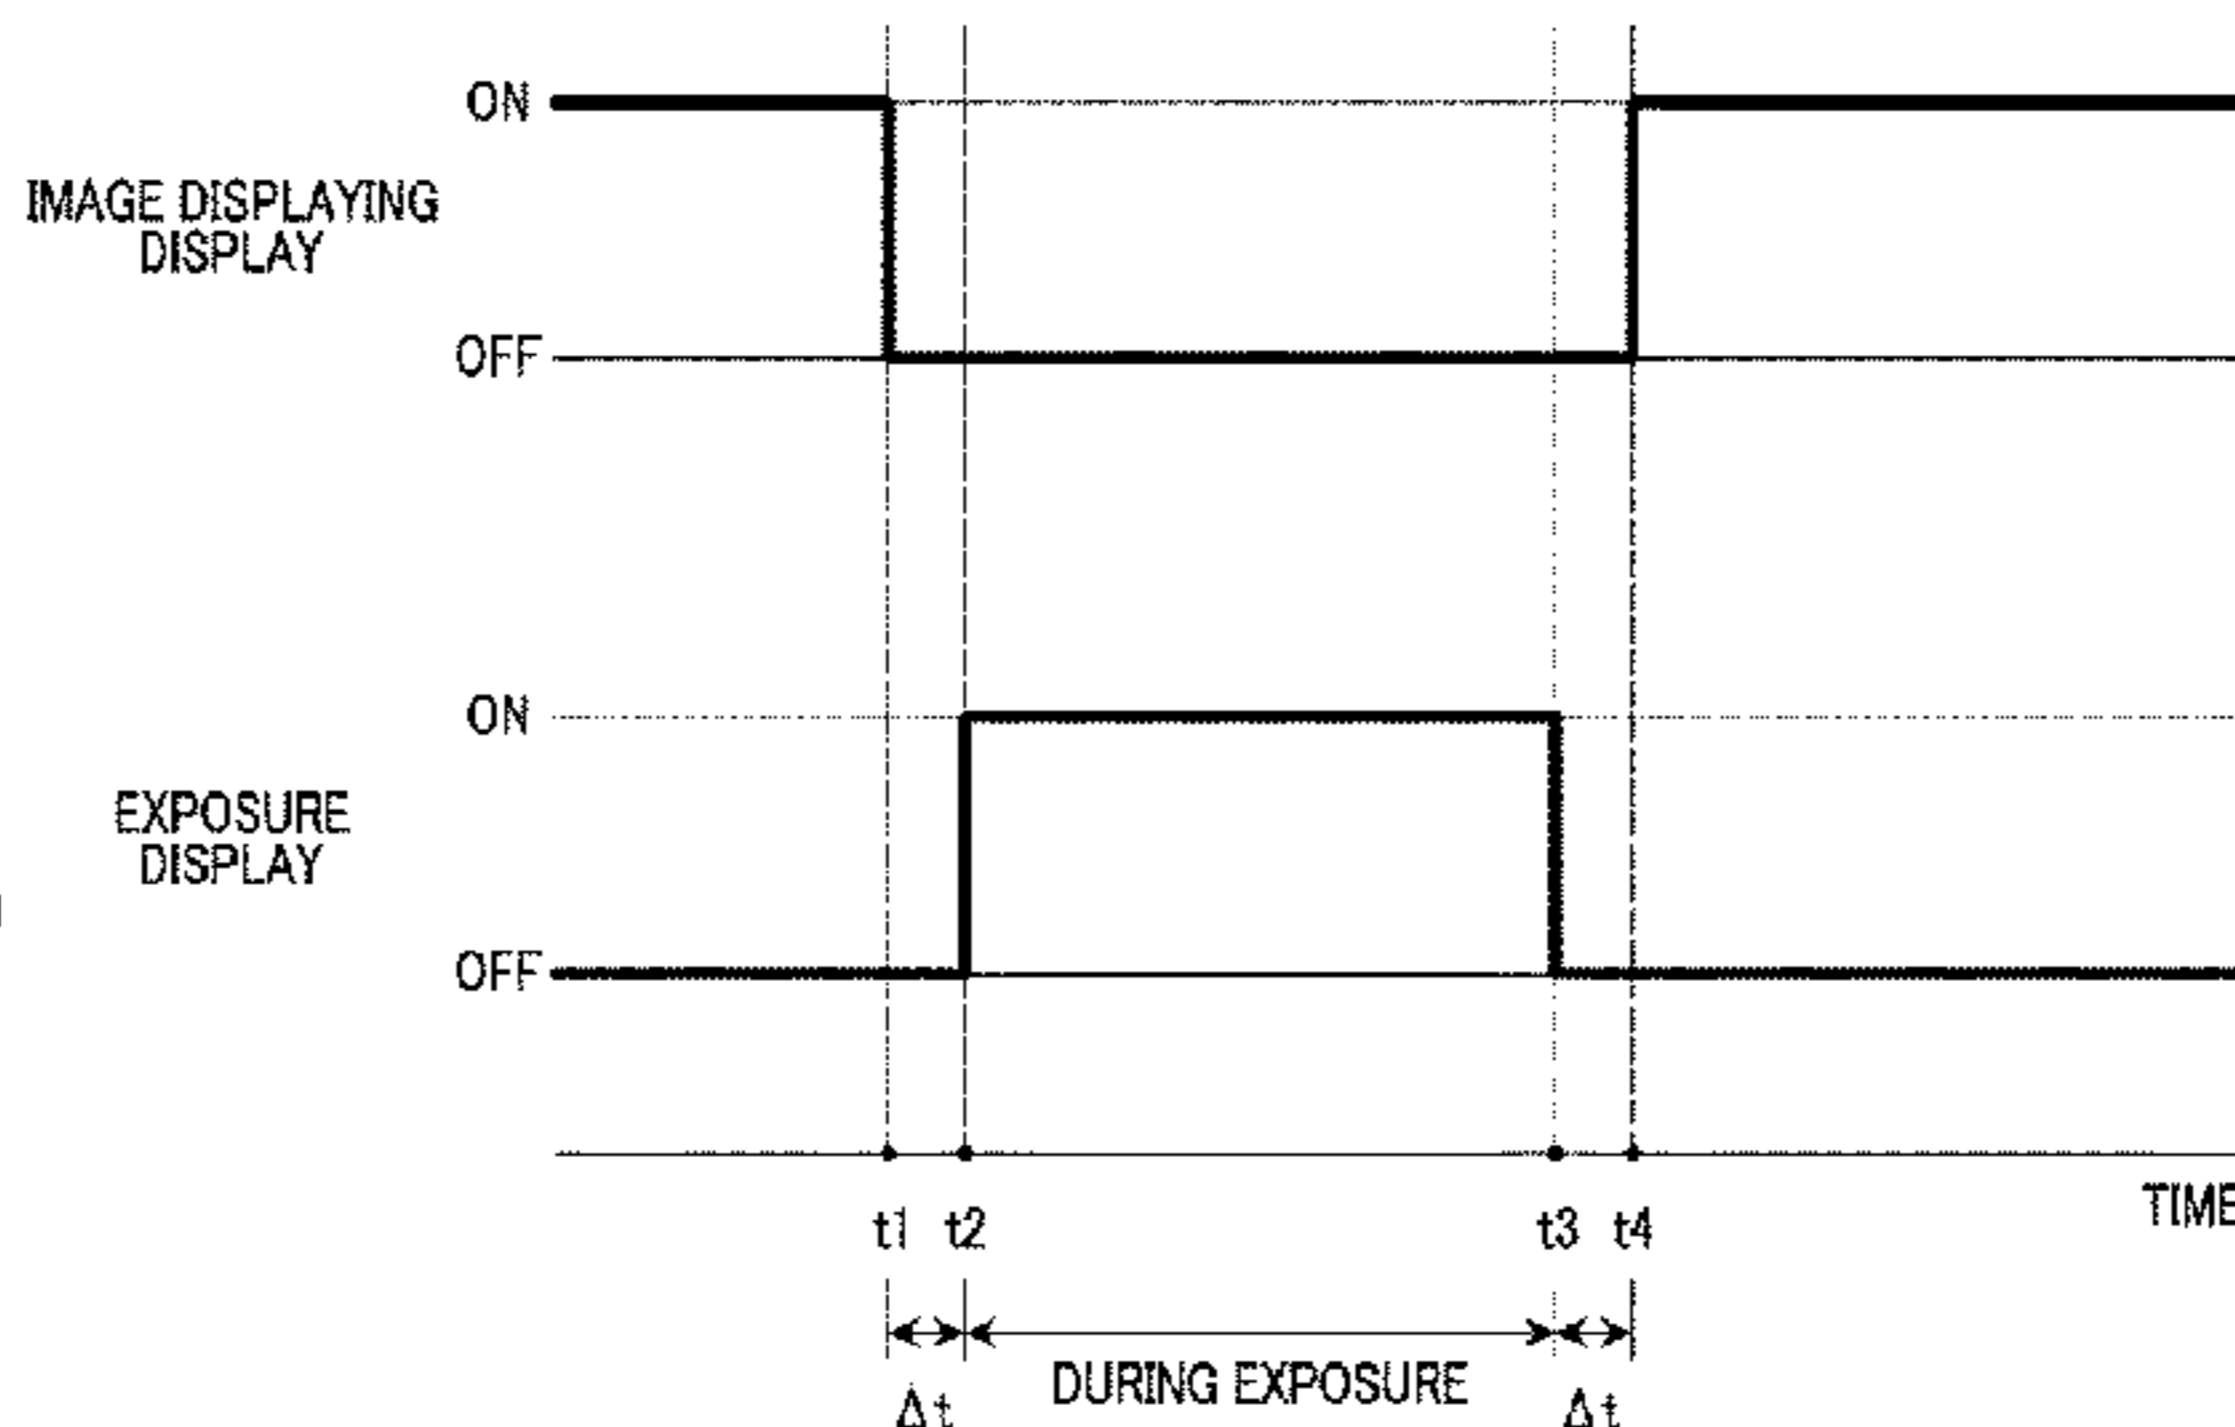 ON
IMAGE DISPLAYING
DISPLAY
OFF
ON
EXPOSURE
DISPLAY
OFF
TIME
t1 t2 t3 t4
DURING EXPOSURE
Δt Δt